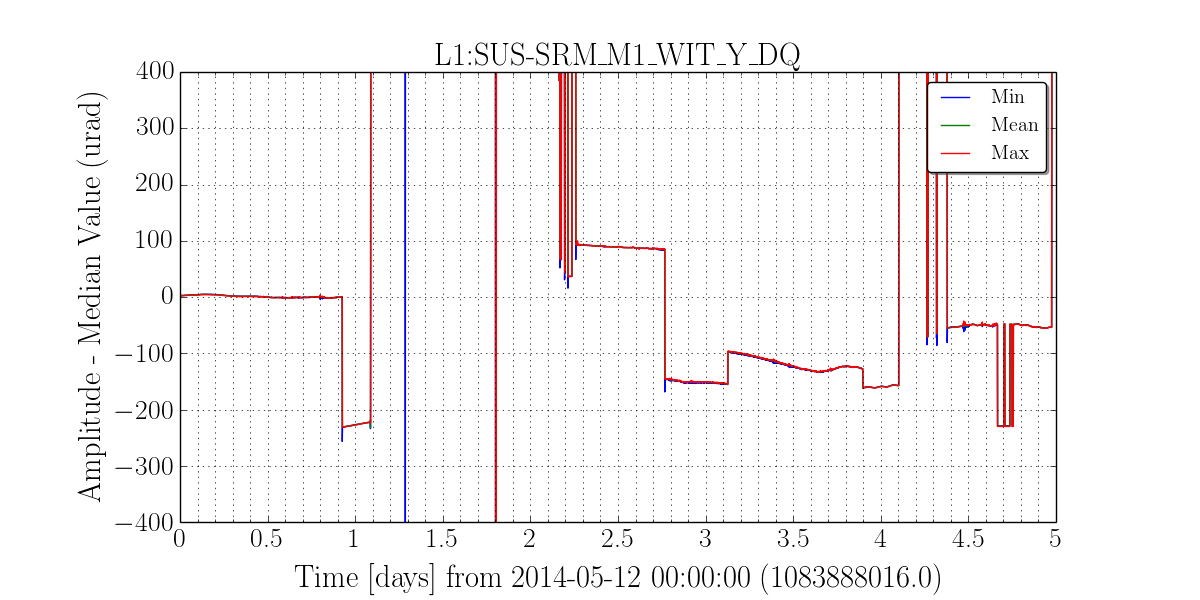 L1:SUS-SRM_M1_WIT_Y_DQ
Amplitude - Median Value (urad)
400
300
200
100
0
−100
−200
−300
−400
Min
Mean
Max
0 0.5 1 1.5 2 2.5 3 3.5 4 4.5 5
Time [days] from 2014-05-12 00:00:00 (1083888016.0)